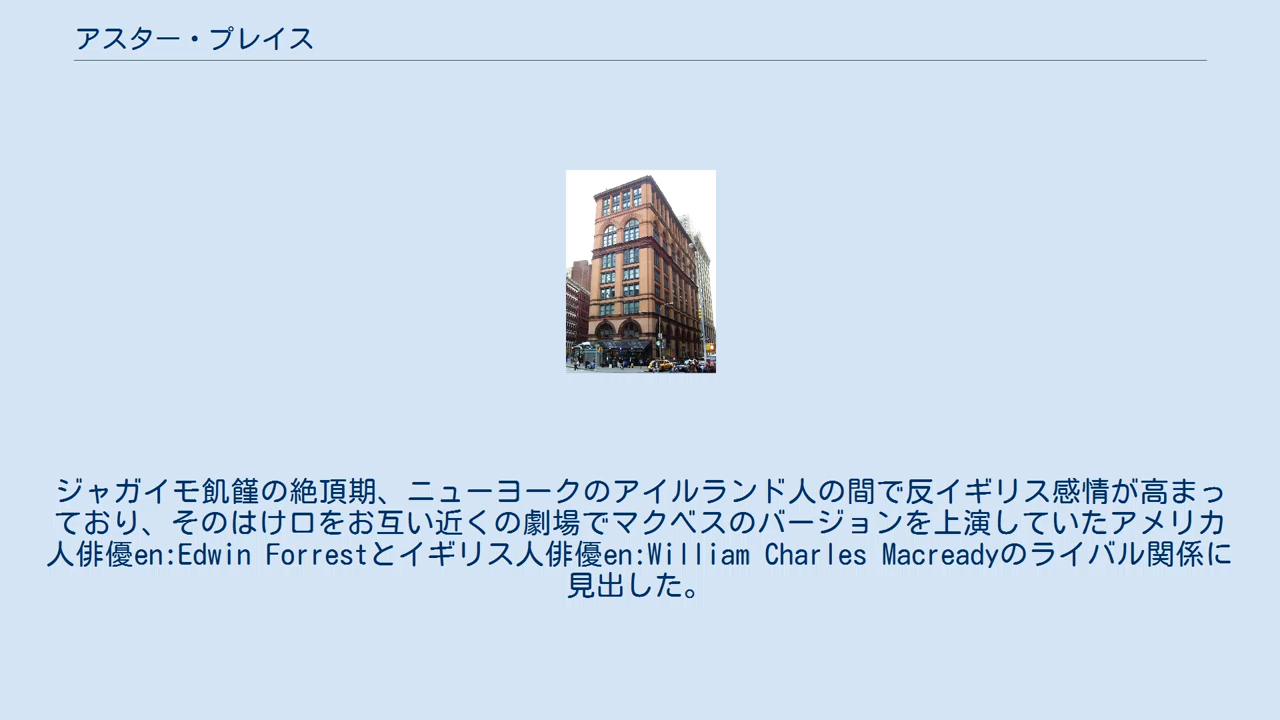 アスター・プレイス
ジャガイモ飢饉の絶頂期、ニューヨークのアイルランド人の間で反イギリス感情が高まっ
ており、そのはけ口をお互い近くの劇場でマクベスのバージョンを上演していたアメリカ
人俳優en:Edwin Forrestとイギリス人俳優en:William Charles Macreadyのライバル関係に
見出した。